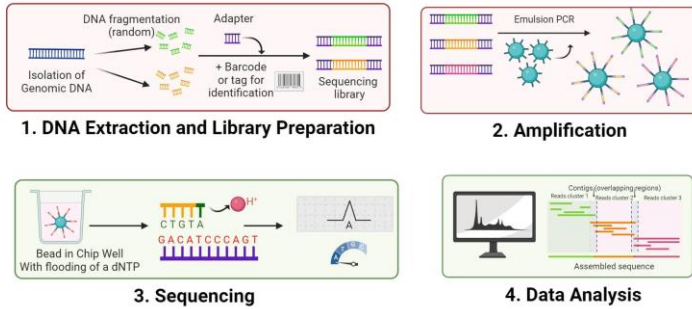 DNA fragmentation
(random)
Adapter
Isolation of
Genomic DNA
+ Barcode
or tag for
identification
Sequencing
library
1. DNA Extraction and Library Preparation
Emulsion PCR
2. Amplification
Bead in Chip Well
With flooding of a dNTP
H+
CTGTA
GACATCCCAGT
A
3. Sequencing
Contigs (overlapping regions)
Reads cluster 1
Reads cluster 2
Reads cluster 3
Assembled sequence
4. Data Analysis